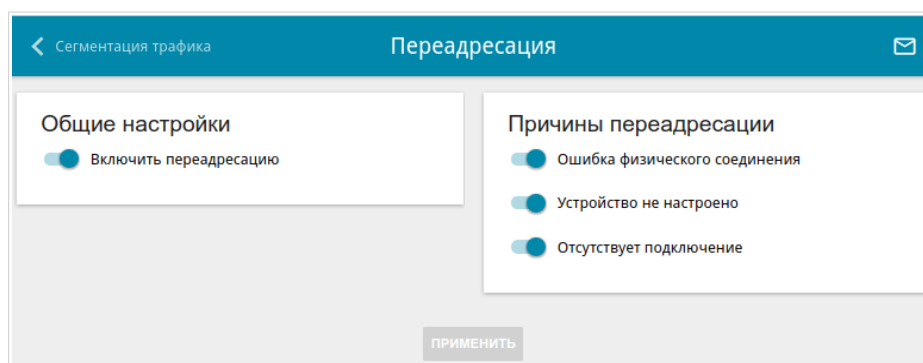 Сегментация трафика
Переадресация
Общие настройки
Включить переадресацию
Причины переадресации
Ошибка физического соединения
Устройство не настроено
Отсутствует подключение
ПРИМЕНИТЬ